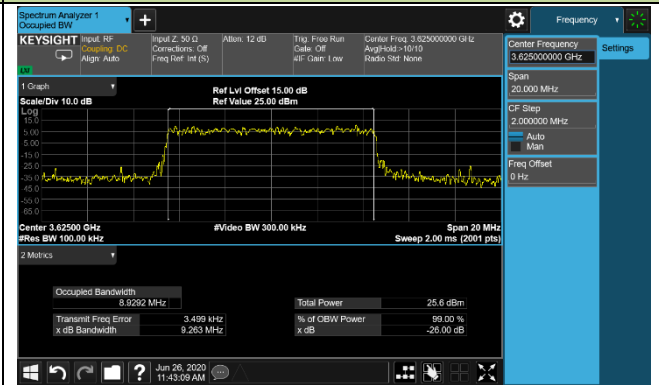 Spectrum Analyzer 1
Occupied BW
Frequency
KEYSIGHT
Input: RF
Coupling: DC
Align: Auto
Input Z: 50 Ω
Corrections: Off
Freq Ref: Int (S)
Atten: 12 dB
Trig: Free Run
Gate: Off
#IF Gain: Low
Center Freq: 3.625000000 GHz
Avg|Hold:>10/10
Radio Std: None
Center Frequency
3.625000000 GHz
Settings
Span
20.000 MHz
CF Step
2.000000 MHz
Auto
Man
Freq Offset
0 Hz
1 Graph
Scale/Div 10.0 dB
Ref Lvl Offset 15.00 dB
Ref Value 25.00 dBm
Log
15.0
5.00
-5.00
-15.0
-25.0
-35.0
-45.0
-55.0
-65.0
Center 3.62500 GHz
#Res BW 100.00 kHz
#Video BW 300.00 kHz
Span 20 MHz
Sweep 2.00 ms (2001 pts)
2 Metrics
Occupied Bandwidth
8.9292 MHz
Total Power 25.6 dBm
Transmit Freq Error 3.499 kHz
% of OBW Power 99.00 %
x dB Bandwidth 9.263 MHz
x dB -26.00 dB
Jun 26, 2020
11:43:09 AM